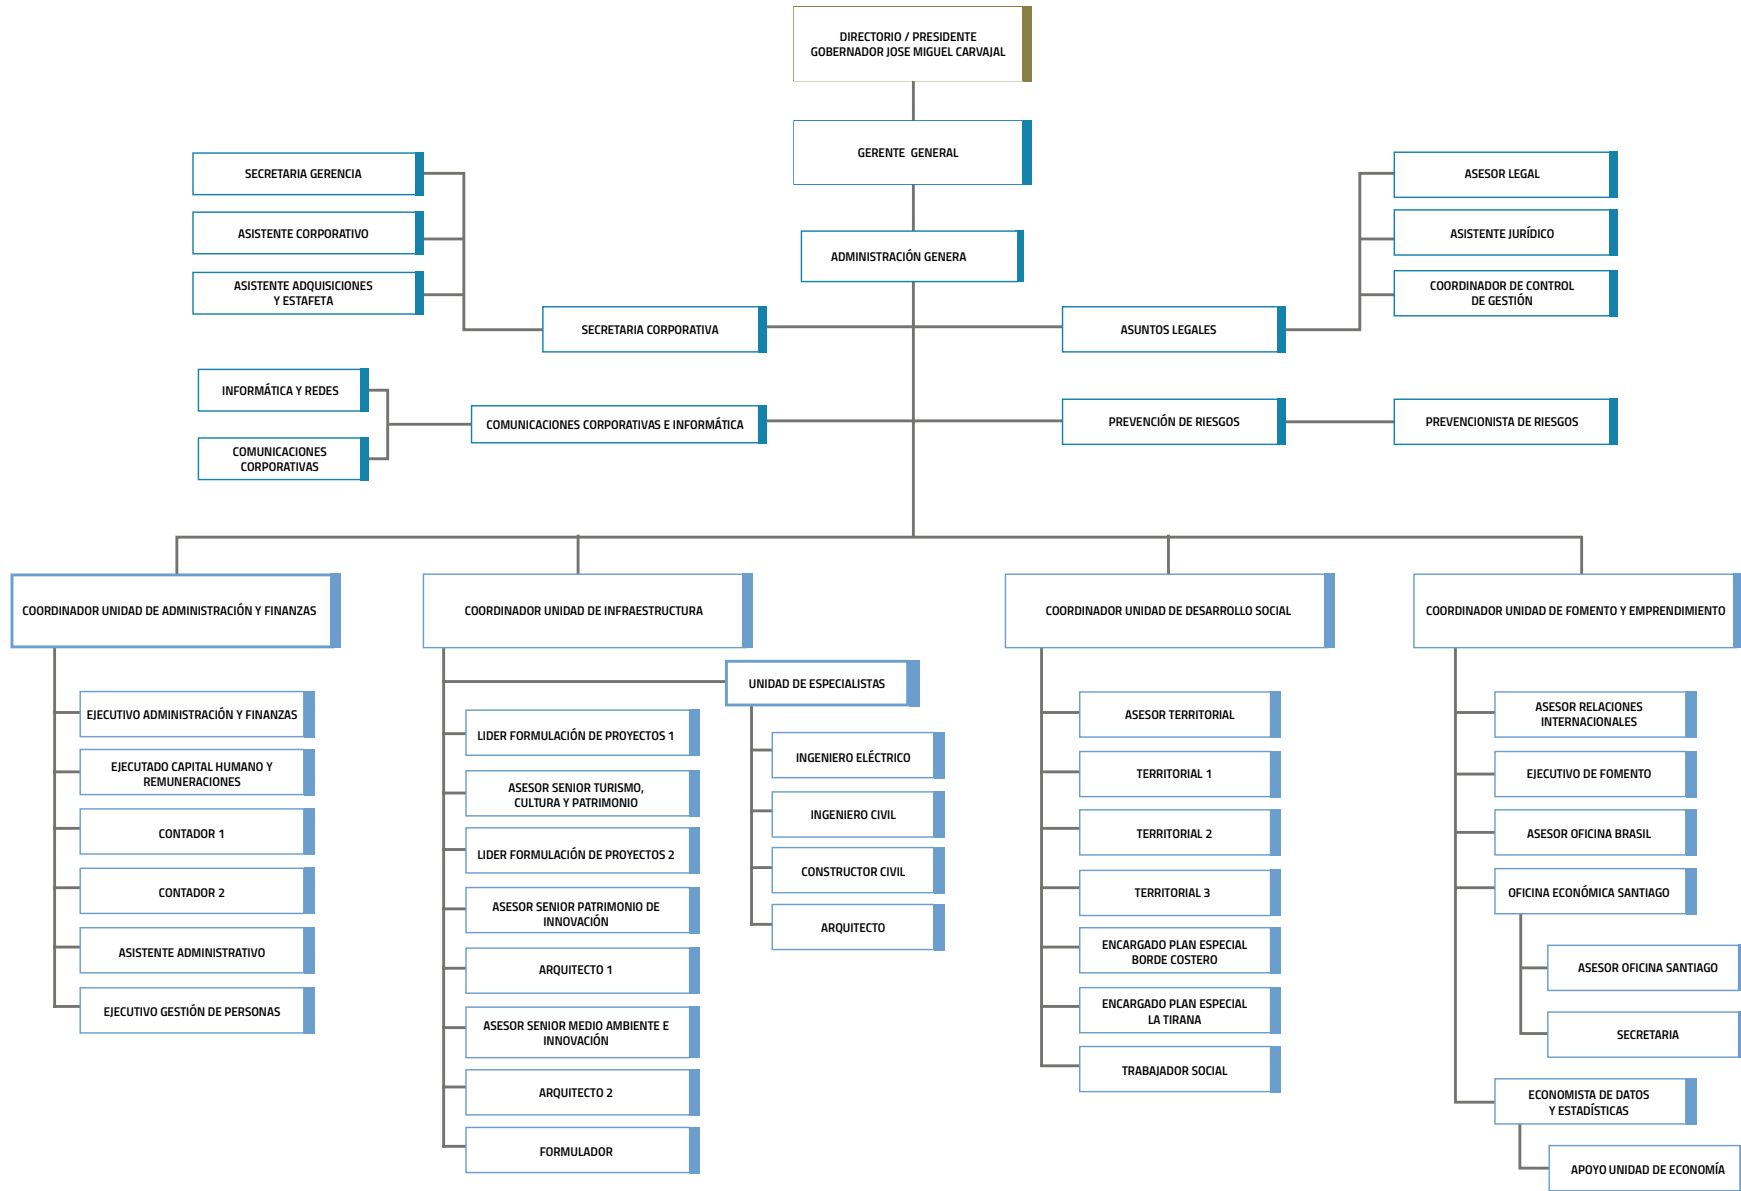 DIRECTORIO / PRESIDENTE
GOBERNADOR JOSE MIGUEL CARVAJAL
GERENTE GENERAL
ADMINISTRACIÓN GENERA
SECRETARIA GERENCIA
ASISTENTE CORPORATIVO
ASISTENTE ADQUISICIONES
Y ESTAFETA
SECRETARIA CORPORATIVA
ASESOR LEGAL
ASISTENTE JURÍDICO
COORDINADOR DE CONTROL
DE GESTIÓN
ASUNTOS LEGALES
INFORMÁTICA Y REDES
COMUNICACIONES
CORPORATIVAS
COMUNICACIONES CORPORATIVAS E INFORMÁTICA
PREVENCIÓN DE RIESGOS
PREVENCIONISTA DE RIESGOS
COORDINADOR UNIDAD DE ADMINISTRACIÓN Y FINANZAS
EJECUTIVO ADMINISTRACIÓN Y FINANZAS
EJECUTADO CAPITAL HUMANO Y
REMUNERACIONES
CONTADOR 1
CONTADOR 2
ASISTENTE ADMINISTRATIVO
EJECUTIVO GESTIÓN DE PERSONAS
COORDINADOR UNIDAD DE INFRAESTRUCTURA
LIDER FORMULACIÓN DE PROYECTOS 1
ASESOR SENIOR TURISMO,
CULTURA Y PATRIMONIO
LIDER FORMULACIÓN DE PROYECTOS 2
ASESOR SENIOR PATRIMONIO DE
INNOVACIÓN
ARQUITECTO 1
ASESOR SENIOR MEDIO AMBIENTE E
INNOVACIÓN
ARQUITECTO 2
FORMULADOR
UNIDAD DE ESPECIALISTAS
INGENIERO ELÉCTRICO
INGENIERO CIVIL
CONSTRUCTOR CIVIL
ARQUITECTO
COORDINADOR UNIDAD DE DESARROLLO SOCIAL
ASESOR TERRITORIAL
TERRITORIAL 1
TERRITORIAL 2
TERRITORIAL 3
ENCARGADO PLAN ESPECIAL
BORDE COSTERO
ENCARGADO PLAN ESPECIAL
LA TIRANA
TRABAJADOR SOCIAL
COORDINADOR UNIDAD DE FOMENTO Y EMPRENDIMIENTO
ASESOR RELACIONES
INTERNACIONALES
EJECUTIVO DE FOMENTO
ASESOR OFICINA BRASIL
OFICINA ECONÓMICA SANTIAGO
ASESOR OFICINA SANTIAGO
SECRETARIA
ECONOMISTA DE DATOS
Y ESTADÍSTICAS
APOYO UNIDAD DE ECONOMÍA